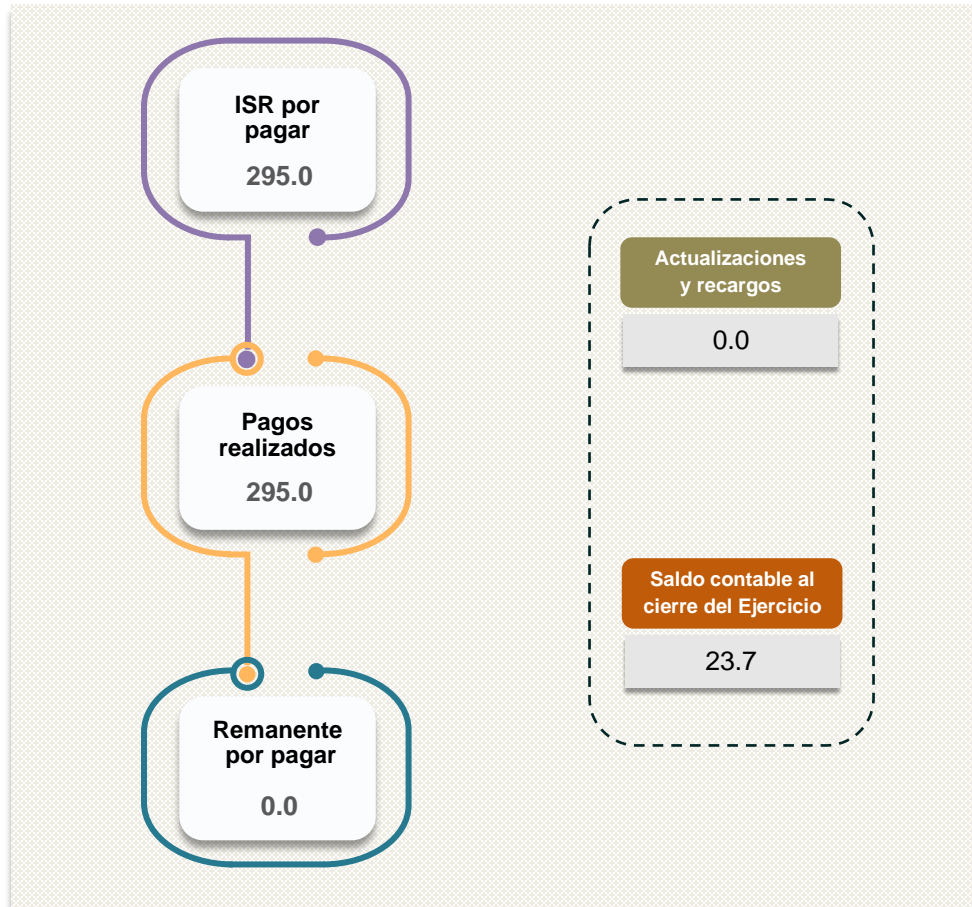 ISR por
pagar
295.0
Pagos
realizados
295.0
Remanente
por pagar
0.0
Actualizaciones
y recargos
0.0
Saldo contable al
cierre del Ejercicio
23.7